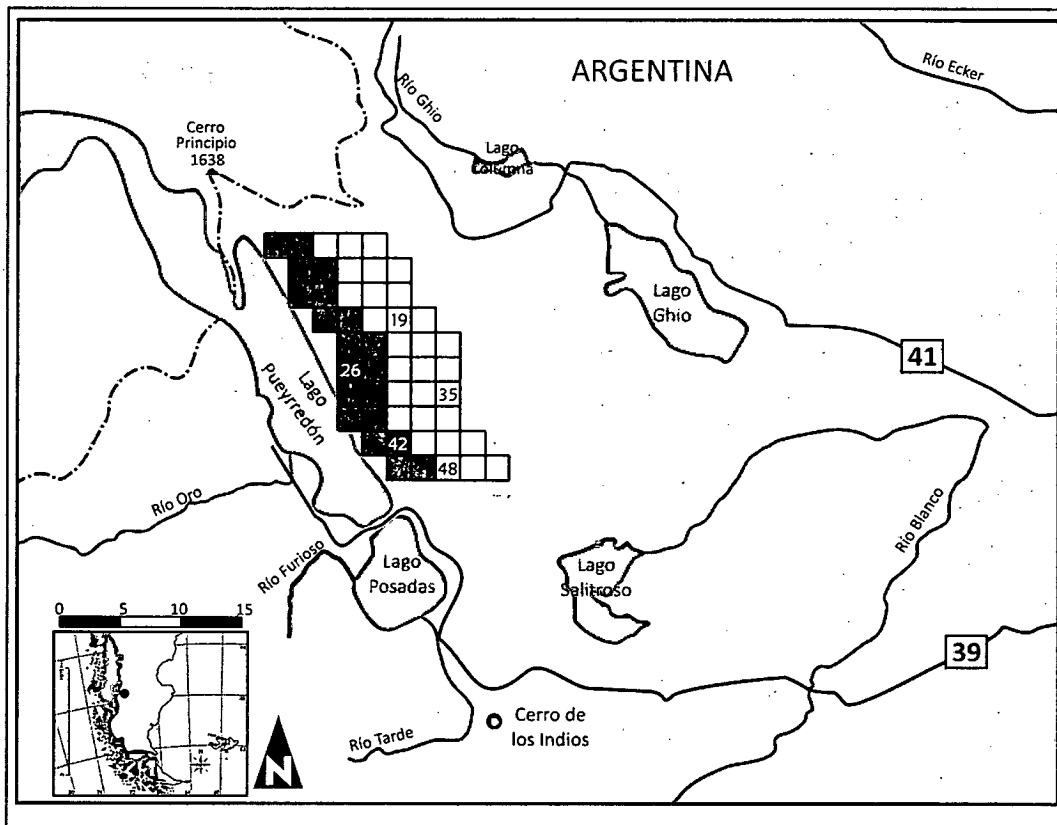 ARGENTINA
Río Ecker
Río Ghio
Cerro
Principio
1638
Lago
Columna
Lago
Ghio
19
41
26
35
Lago
Pueyrredón
42
48
Río Oro
Río Blanco
Río Furioso
Lago
Posadas
Lago
Salitroso
0 5 10 15
39
Cerro de
los Indios
Río Tarde
N